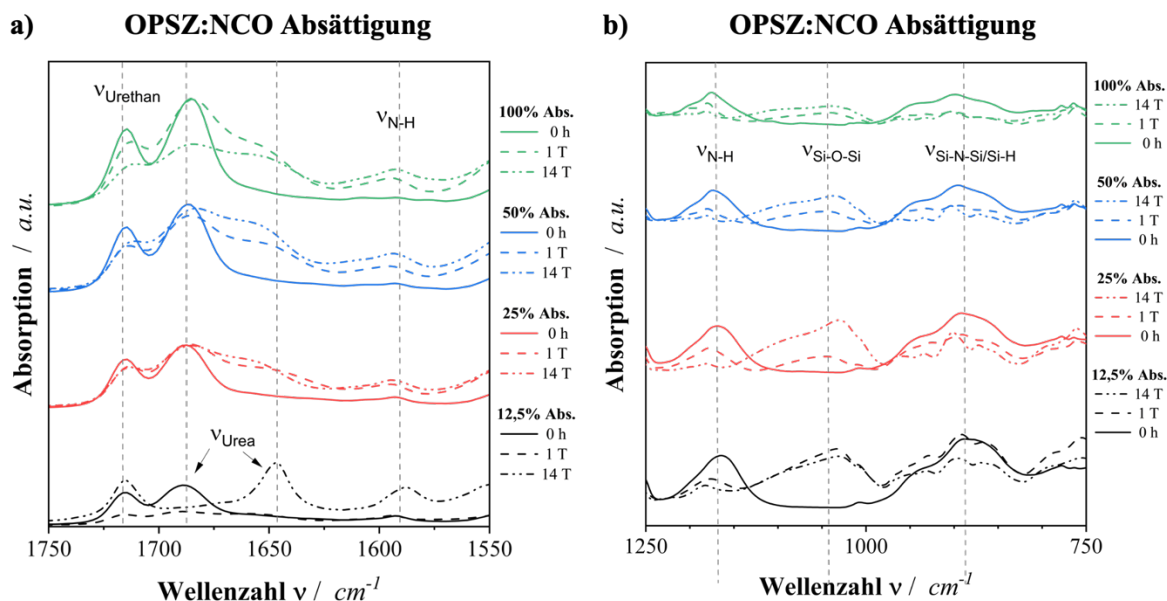 a) OPSZ:NCO Absättigung
Absorption / a.u.
νUrethan
νN-H
νUrea
100% Abs.
0 h
1 T
14 T
50% Abs.
0 h
1 T
14 T
25% Abs.
0 h
1 T
14 T
12,5% Abs.
0 h
1 T
14 T
1750 1700 1650 1600 1550
Wellenzahl ν / cm-1
b) OPSZ:NCO Absättigung
Absorption / a.u.
νN-H
νSi-O-Si
νSi-N-Si/Si-H
100% Abs.
14 T
1 T
0 h
50% Abs.
14 T
1 T
0 h
25% Abs.
14 T
1 T
0 h
12,5% Abs.
14 T
1 T
0 h
1250 1000 750
Wellenzahl ν / cm-1